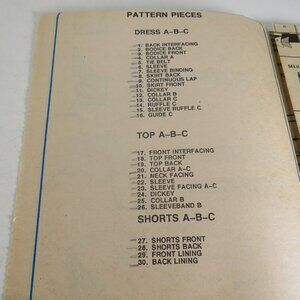 PATTERN PIECES
DRESS A-B-C
1. BACK INTERFACING
2. BODICE BACK
3. BODICE FRONT
4. COLLAR A
5. TIE BELT
6. SLEEVE
7. SLEEVE BINDING
8. SKIRT BACK
9. CONTINUOUS LAP
10. SKIRT FRONT
11. DICKEY
12. COLLAR B
13. COLLAR C
14. RUFFLE C
15. SLEEVE RUFFLE C
16. GUIDE C
TOP A-B-C
17. FRONT INTERFACING
18. TOP FRONT
19. TOP BACK
20. COLLAR A-C
21. NECK FACING
22. SLEEVE
23. SLEEVE FACING A-C
24. DICKEY
25. COLLAR B
26. SLEEVEBAND B
SHORTS A-B-C
27. SHORTS FRONT
28. SHORTS BACK
29. FRONT LINING
30. BACK LINING
SELV